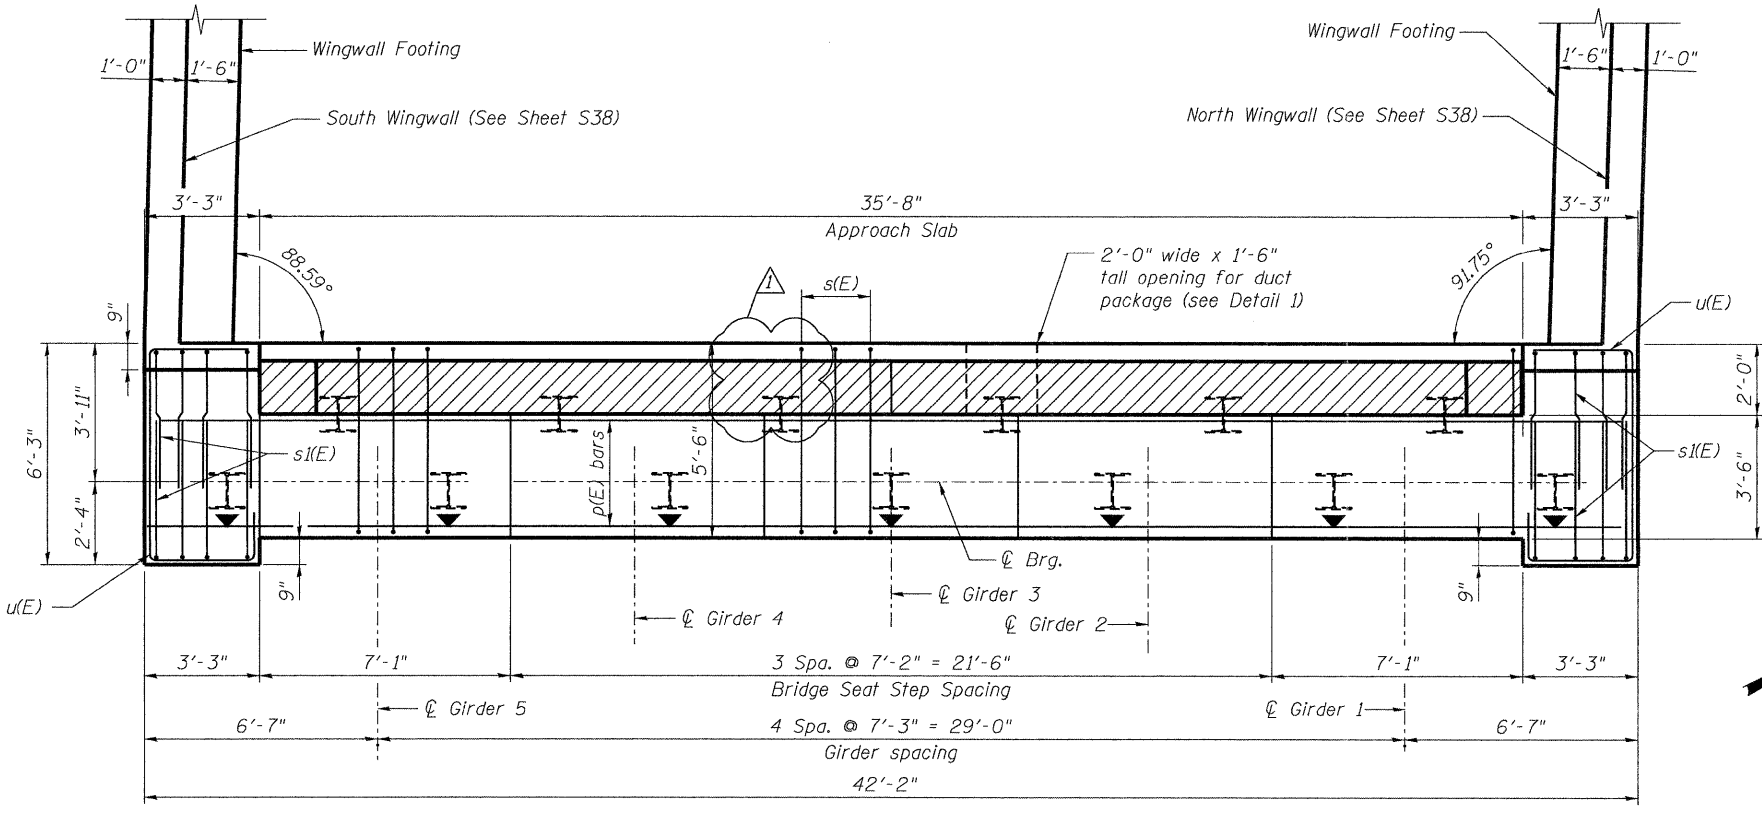 Wingwall Footing
Wingwall Footing
1'-0"
1'-6"
1'-6"
1'-0"
South Wingwall (See Sheet S38)
North Wingwall (See Sheet S38)
3'-3"
35'-8"
3'-3"
Approach Slab
88.59°
91.75°
2'-0" wide x 1'-6"
tall opening for duct
package (see Detail 1)
1
s(E)
u(E)
9"
6'-3"
3'-11"
2'-4"
s1(E)
5'-6"
p(E) bars
s1(E)
2'-0"
3'-6"
9"
9"
u(E)
℄ Brg.
℄ Girder 3
℄ Girder 4
℄ Girder 2
3'-3"
7'-1"
3 Spa. @ 7'-2" = 21'-6"
7'-1"
3'-3"
Bridge Seat Step Spacing
℄ Girder 5
℄ Girder 1
6'-7"
4 Spa. @ 7'-3" = 29'-0"
6'-7"
Girder spacing
42'-2"